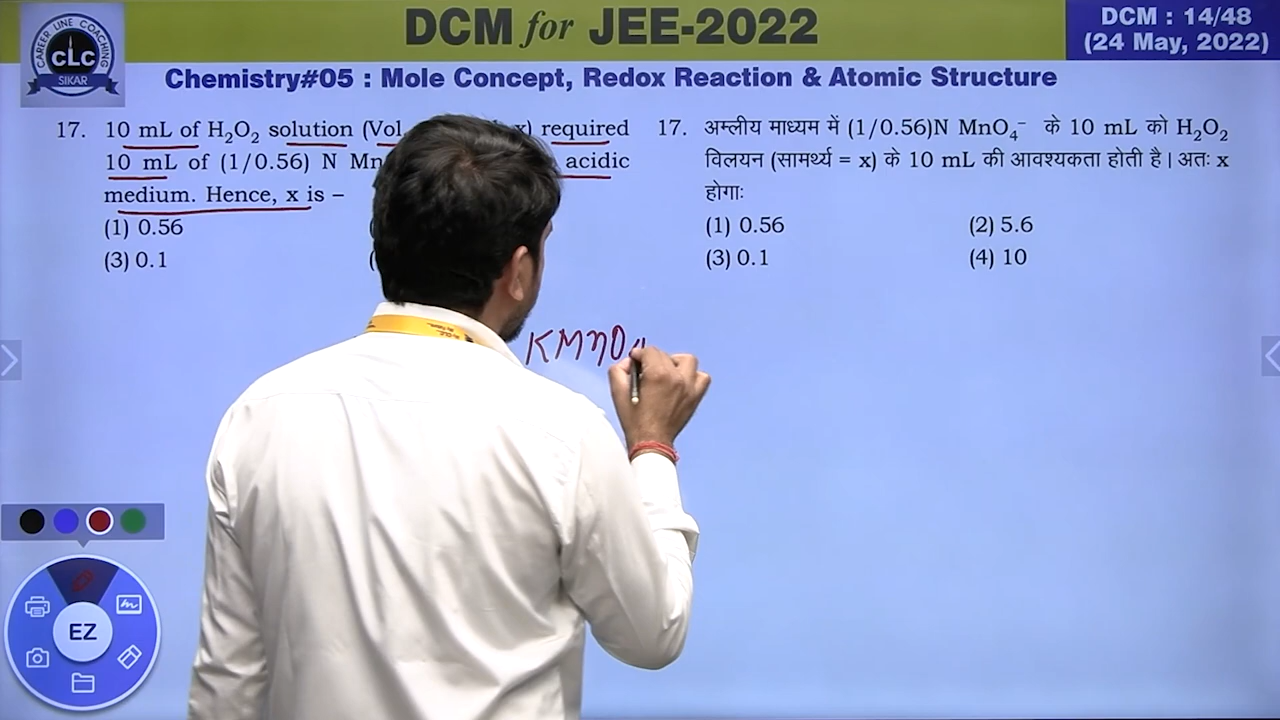 DCM for JEE-2022
DCM : 14/48
(24 May, 2022)
CAREER LINE COACHING
CLC
SIKAR
Chemistry#05 : Mole Concept, Redox Reaction & Atomic Structure
17. 10 mL of H₂O₂ solution (Vol required
10 mL of (1/0.56) N acidic
medium. Hence, x is –
(1) 0.56
(3) 0.1
17. अम्लीय माध्यम में (1/0.56)N MnO₄⁻ के 10 mL को H₂O₂
विलयन (सामर्थ्य = x) के 10 mL की आवश्यकता होती है। अतः x
होगाः
(1) 0.56 (2) 5.6
(3) 0.1 (4) 10
KMnO
EZ